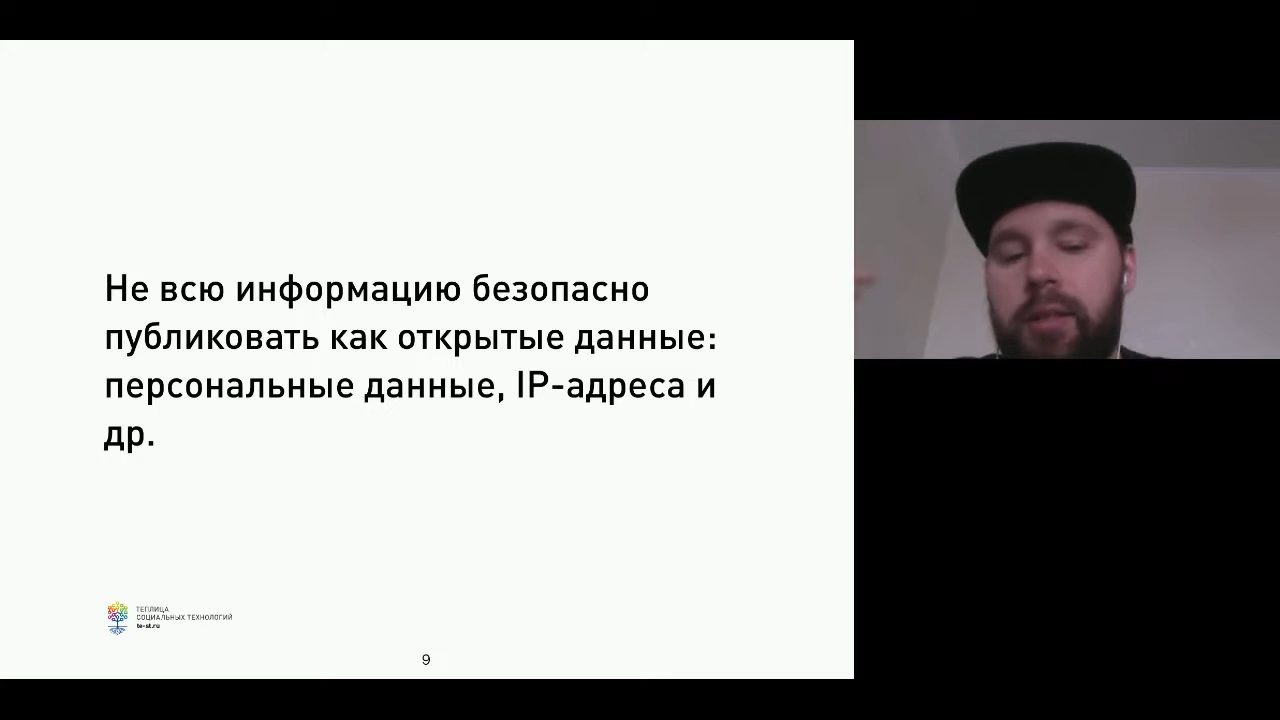 Не всю информацию безопасно
публиковать как открытые данные:
персональные данные, IP-адреса и
др.
ТЕПЛИЦА
СОЦИАЛЬНЫХ ТЕХНОЛОГИЙ
te-st.ru
9